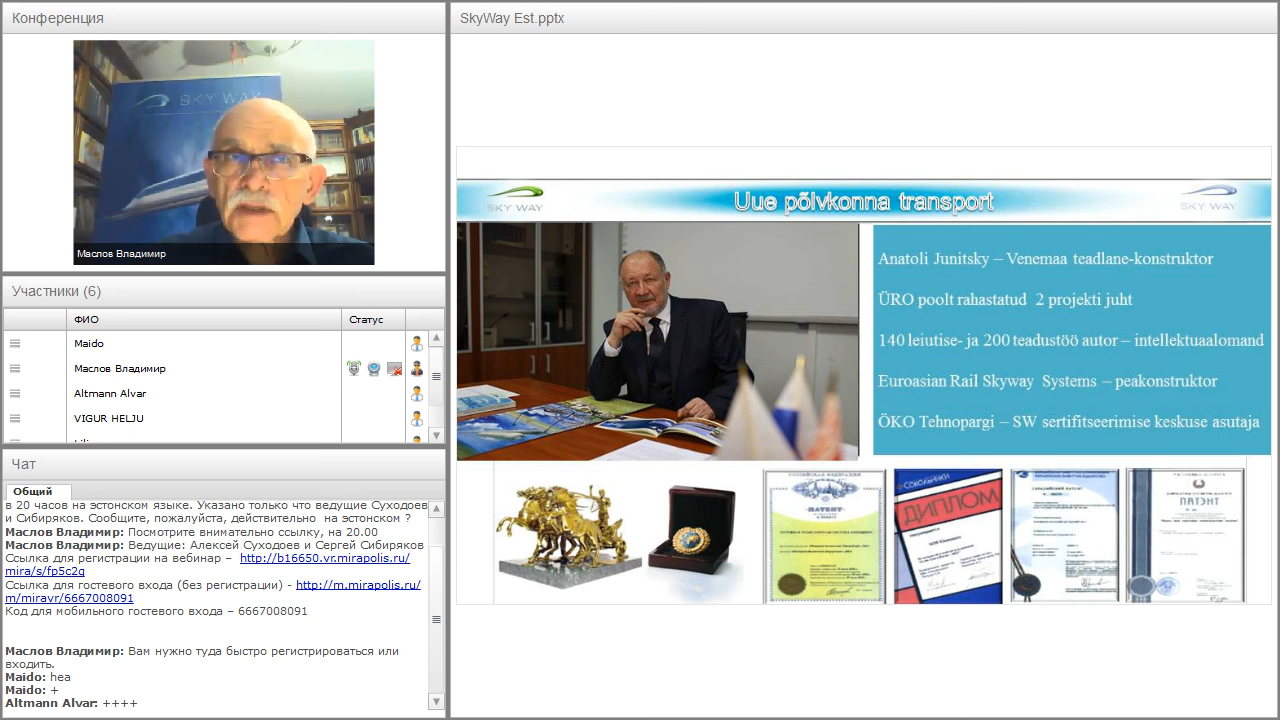 Конференция
SKY WAY
Маслов Владимир
Участники (6)
ФИО Статус
Maido
Маслов Владимир
Altmann Alvar
VIGUR HELJU
Чат
Общий
в 20 часов на эстонском языке. Указано только что ведущие Суходоев
и Сибиряков. Сообщите, пожалуйста, действительно на эстонском ?
Маслов Владимир: Посмотрите внимательно ссылку, время 20.00
Маслов Владимир: Ведущие: Алексей Суходоев и Сергей Сибиряков
Ссылка для регистрации на вебинар – http://b16650.vr.mirapolis.ru/
mira/s/fp5c2g
Ссылка для гостевого входа (без регистрации) – http://m.mirapolis.ru/
m/miravr/6667008091
Код для мобильного гостевого входа – 6667008091
Маслов Владимир: Вам нужно туда быстро регистрироваться или
входить.
Maido: hea
Maido: +
Altmann Alvar: ++++
SkyWay Est.pptx
SKY WAY
Uue põlvkonna transport
SKY WAY
Anatoli Junitsky – Venemaa teadlane-konstruktor
ÜRO poolt rahastatud 2 projekti juht
140 leiutise- ja 200 teadustöö autor – intellektuaalomand
Euroasian Rail Skyway Systems – peakonstruktor
ÖKO Tehnopargi – SW sertifitseerimise keskuse asutaja
РОССИЙСКАЯ ФЕДЕРАЦИЯ
ПАТЕНТ
СОКОЛЬНИКИ
ДИПЛОМ
ПАТЭНТ